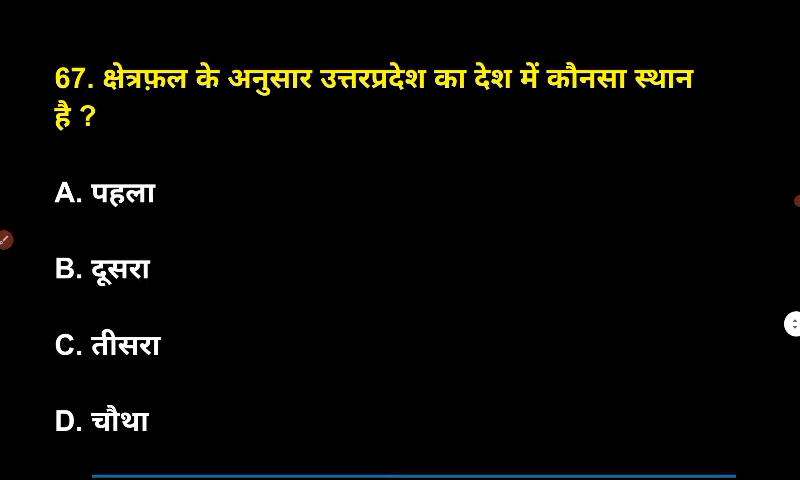 67. क्षेत्रफ़ल के अनुसार उत्तरप्रदेश का देश में कौनसा स्थान
है ?
A. पहला
B. दूसरा
C. तीसरा
D. चौथा